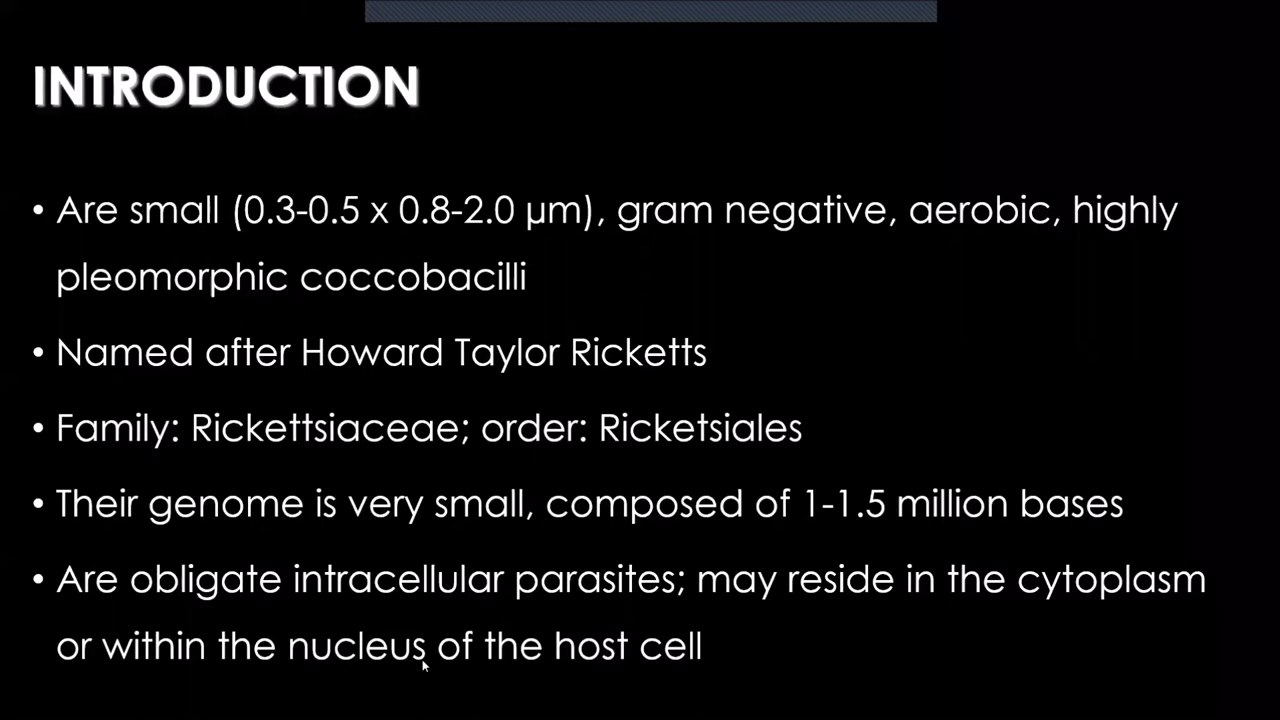 INTRODUCTION
• Are small (0.3-0.5 x 0.8-2.0 µm), gram negative, aerobic, highly
pleomorphic coccobacilli
• Named after Howard Taylor Ricketts
• Family: Rickettsiaceae; order: Ricketsiales
• Their genome is very small, composed of 1-1.5 million bases
• Are obligate intracellular parasites; may reside in the cytoplasm
or within the nucleus of the host cell